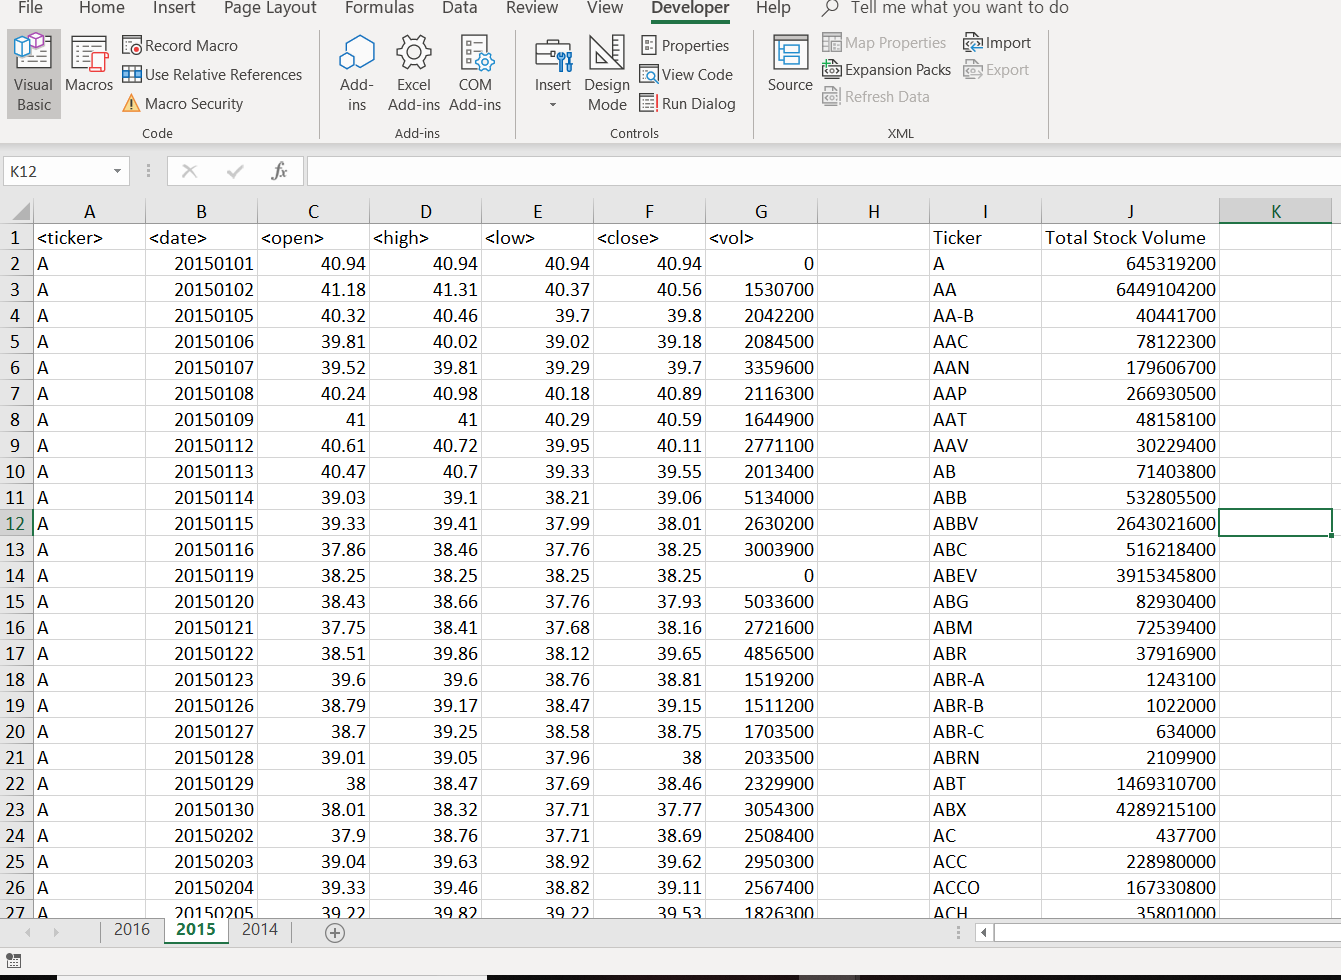 File Home Insert Page Layout Formulas Data Review View Developer Help Tell me what you want to do
Visual Basic
Macros
Record Macro
Use Relative References
Macro Security
Code
Add-ins
Excel Add-ins
COM Add-ins
Add-ins
Insert
Design Mode
Properties
View Code
Run Dialog
Controls
Source
Map Properties
Expansion Packs
Refresh Data
Import
Export
XML
K12 fx
A B C D E F G H I J K
1 <ticker> <date> <open> <high> <low> <close> <vol> Ticker Total Stock Volume
2 A 20150101 40.94 40.94 40.94 40.94 0 A 645319200
3 A 20150102 41.18 41.31 40.37 40.56 1530700 AA 6449104200
4 A 20150105 40.32 40.46 39.7 39.8 2042200 AA-B 40441700
5 A 20150106 39.81 40.02 39.02 39.18 2084500 AAC 78122300
6 A 20150107 39.52 39.81 39.29 39.7 3359600 AAN 179606700
7 A 20150108 40.24 40.98 40.18 40.89 2116300 AAP 266930500
8 A 20150109 41 41 40.29 40.59 1644900 AAT 48158100
9 A 20150112 40.61 40.72 39.95 40.11 2771100 AAV 30229400
10 A 20150113 40.47 40.7 39.33 39.55 2013400 AB 71403800
11 A 20150114 39.03 39.1 38.21 39.06 5134000 ABB 532805500
12 A 20150115 39.33 39.41 37.99 38.01 2630200 ABBV 2643021600
13 A 20150116 37.86 38.46 37.76 38.25 3003900 ABC 516218400
14 A 20150119 38.25 38.25 38.25 38.25 0 ABEV 3915345800
15 A 20150120 38.43 38.66 37.76 37.93 5033600 ABG 82930400
16 A 20150121 37.75 38.41 37.68 38.16 2721600 ABM 72539400
17 A 20150122 38.51 39.86 38.12 39.65 4856500 ABR 37916900
18 A 20150123 39.6 39.6 38.76 38.81 1519200 ABR-A 1243100
19 A 20150126 38.79 39.17 38.47 39.15 1511200 ABR-B 1022000
20 A 20150127 38.7 39.25 38.58 38.75 1703500 ABR-C 634000
21 A 20150128 39.01 39.05 37.96 38 2033500 ABRN 2109900
22 A 20150129 38 38.47 37.69 38.46 2329900 ABT 1469310700
23 A 20150130 38.01 38.32 37.71 37.77 3054300 ABX 4289215100
24 A 20150202 37.9 38.76 37.71 38.69 2508400 AC 437700
25 A 20150203 39.04 39.63 38.92 39.62 2950300 ACC 228980000
26 A 20150204 39.33 39.46 38.82 39.11 2567400 ACCO 167330800
27 A 20150205 39.22 39.82 39.22 39.53 1826300 ACH 35801000
2016 2015 2014